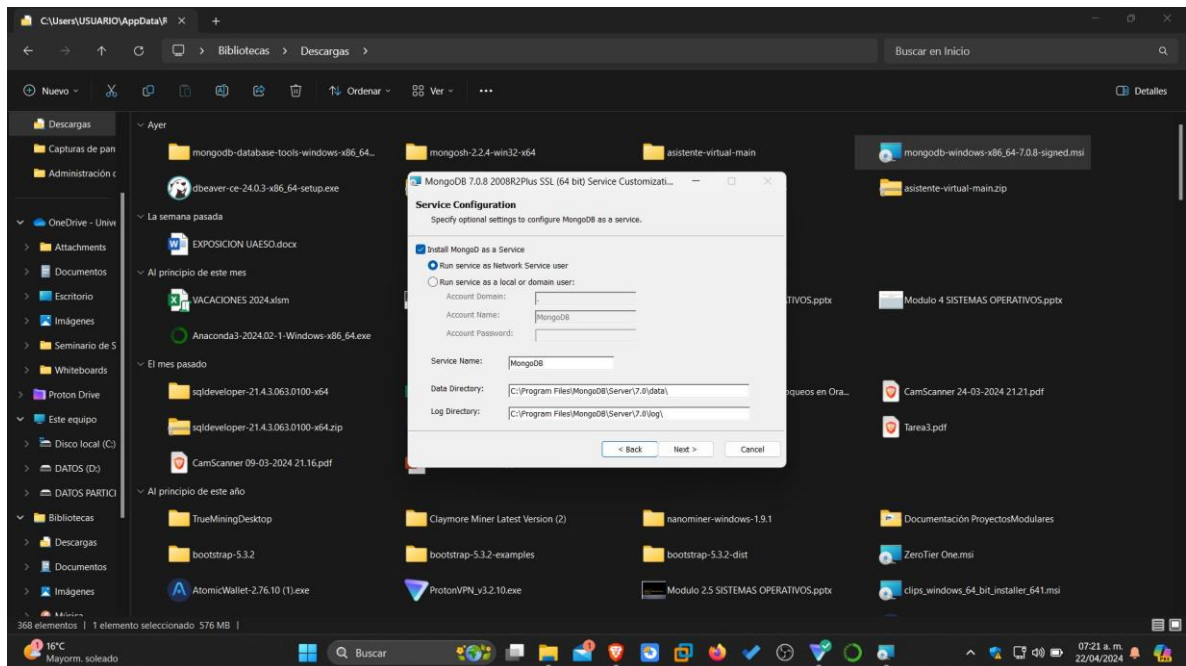 C:\Users\USUARIO\AppData\R
Bibliotecas > Descargas >
Buscar en Inicio
Nuevo
Ordenar
Ver
Detalles
Descargas
Capturas de pan
Administración c
OneDrive - Unive
Attachments
Documentos
Escritorio
Imágenes
Seminario de S
Whiteboards
Proton Drive
Este equipo
Disco local (C:)
DATOS (D:)
DATOS PARTICI
Bibliotecas
Descargas
Documentos
Imágenes
Música
Ayer
mongodb-database-tools-windows-x86_64...
mongosh-2.2.4-win32-x64
asistente-virtual-main
mongodb-windows-x86_64-7.0.8-signed.msi
dbeaver-ce-24.0.3-x86_64-setup.exe
asistente-virtual-main.zip
La semana pasada
EXPOSICION UAESO.docx
Al principio de este mes
VACACIONES 2024.xlsm
TIVOS.pptx
Modulo 4 SISTEMAS OPERATIVOS.pptx
Anaconda3-2024.02-1-Windows-x86_64.exe
El mes pasado
sqldeveloper-21.4.3.063.0100-x64
oqueos en Ora...
CamScanner 24-03-2024 21.21.pdf
sqldeveloper-21.4.3.063.0100-x64.zip
Tarea3.pdf
CamScanner 09-03-2024 21.16.pdf
Al principio de este año
TrueMiningDesktop
Claymore Miner Latest Version (2)
nanominer-windows-1.9.1
Documentación ProyectosModulares
bootstrap-5.3.2
bootstrap-5.3.2-examples
bootstrap-5.3.2-dist
ZeroTier One.msi
AtomicWallet-2.76.10 (1).exe
ProtonVPN_v3.2.10.exe
Modulo 2.5 SISTEMAS OPERATIVOS.pptx
clips_windows_64_bit_installer_641.msi
MongoDB 7.0.8 2008R2Plus SSL (64 bit) Service Customizati...
Service Configuration
Specify optional settings to configure MongoDB as a service.
Install MongoD as a Service
Run service as Network Service user
Run service as a local or domain user:
Account Domain: .
Account Name: MongoDB
Account Password:
Service Name: MongoDB
Data Directory: C:\Program Files\MongoDB\Server\7.0\data\
Log Directory: C:\Program Files\MongoDB\Server\7.0\log\
< Back
Next >
Cancel
368 elementos | 1 elemento seleccionado 576 MB |
1
16°C
Mayorm. soleado
Buscar
07:21 a. m.
22/04/2024